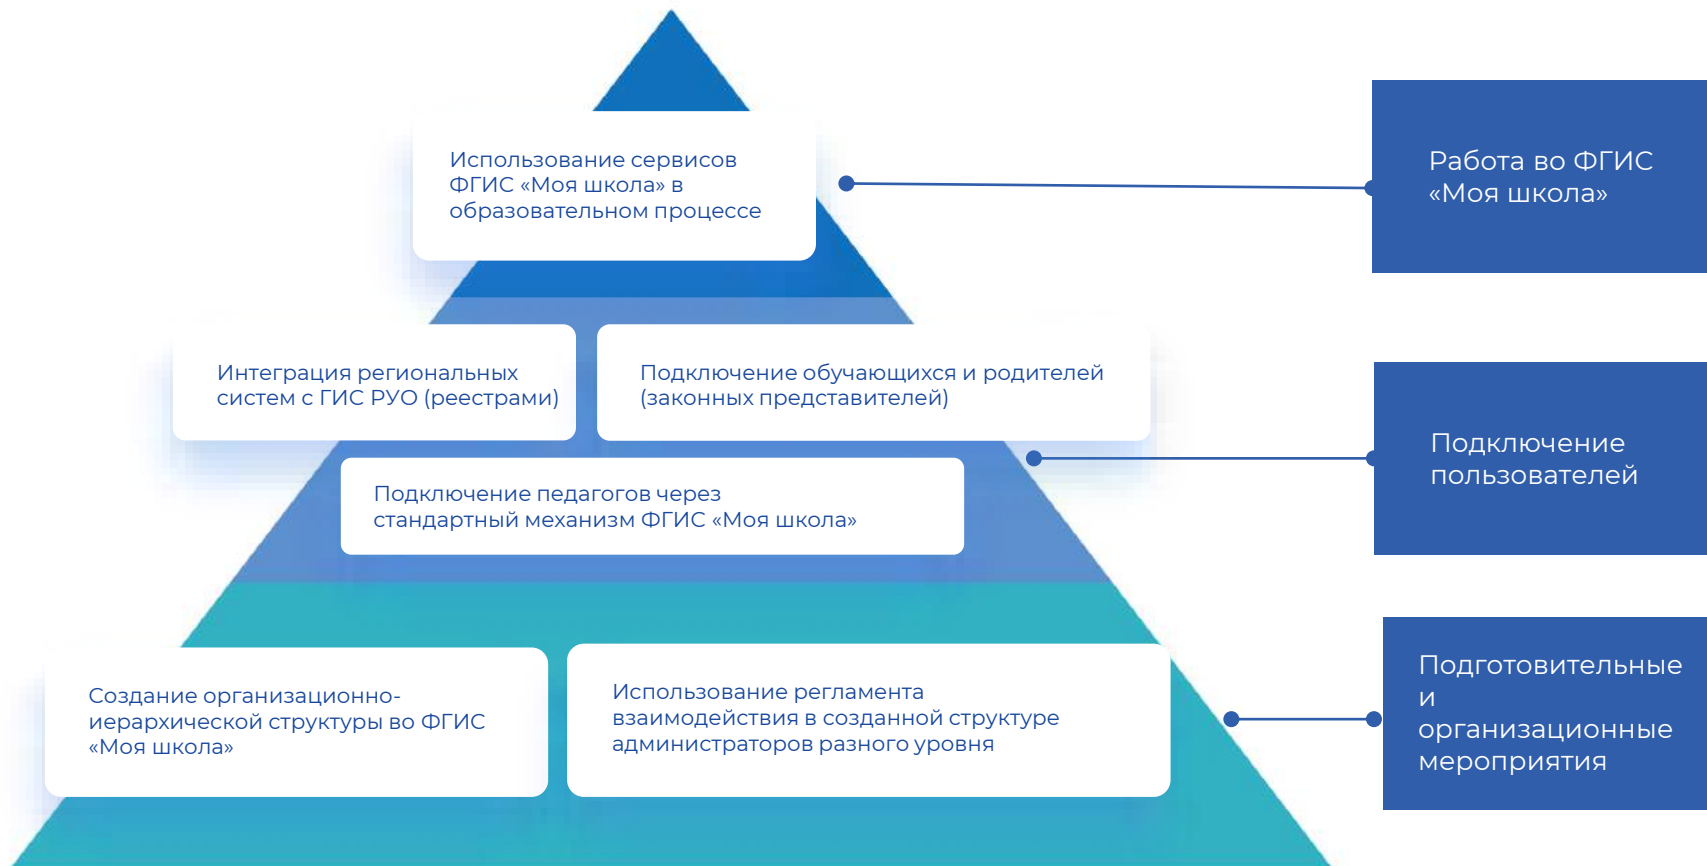 Использование сервисов
ФГИС «Моя школа» в
образовательном процессе
Работа во ФГИС
«Моя школа»
Интеграция региональных
систем с ГИС РУО (реестрами)
Подключение обучающихся и родителей
(законных представителей)
Подключение педагогов через
стандартный механизм ФГИС «Моя школа»
Подключение
пользователей
Создание организационно-
иерархической структуры во ФГИС
«Моя школа»
Использование регламента
взаимодействия в созданной структуре
администраторов разного уровня
Подготовительные
и
организационные
мероприятия